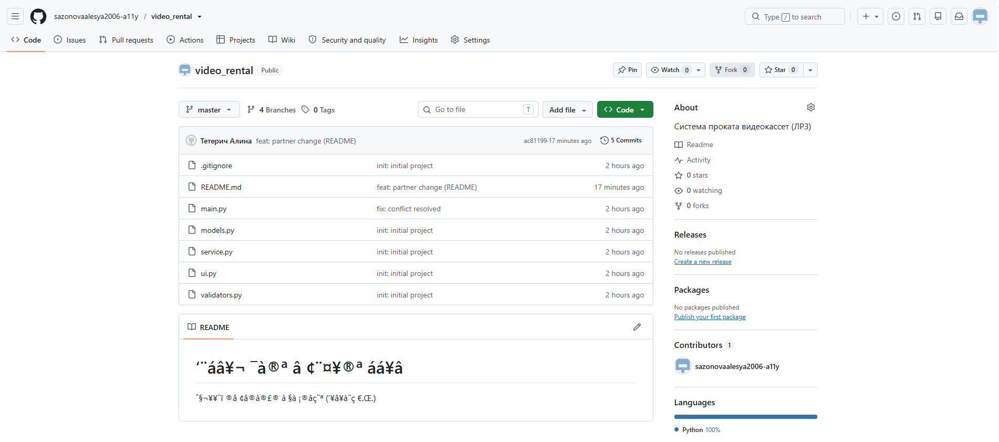 sazonovaalesya2006-a11y / video_rental
Type / to search
Code Issues Pull requests Actions Projects Wiki Security and quality Insights Settings
video_rental Public
Pin Watch 0 Fork 0 Star 0
master 4 Branches 0 Tags Go to file T Add file Code
Тетерич Алина feat: partner change (README) ac81199·17 minutes ago 5 Commits
.gitignore init: initial project 2 hours ago
README.md feat: partner change (README) 17 minutes ago
main.py fix: conflict resolved 2 hours ago
models.py init: initial project 2 hours ago
service.py init: initial project 2 hours ago
ui.py init: initial project 2 hours ago
validators.py init: initial project 2 hours ago
README
‘¨áâ¥¬ ¯à®ª â ¢¨¤¥®ª áá¥â
ˆ§¬¥¥¨ï ®â ¢â®à®£® à §à ¡®âç¨ª (’¥â¥à¨ç €.Œ.)
About
Система проката видеокассет (ЛР3)
Readme
Activity
0 stars
0 watching
0 forks
Releases
No releases published
Create a new release
Packages
No packages published
Publish your first package
Contributors 1
sazonovaalesya2006-a11y
Languages
Python 100%